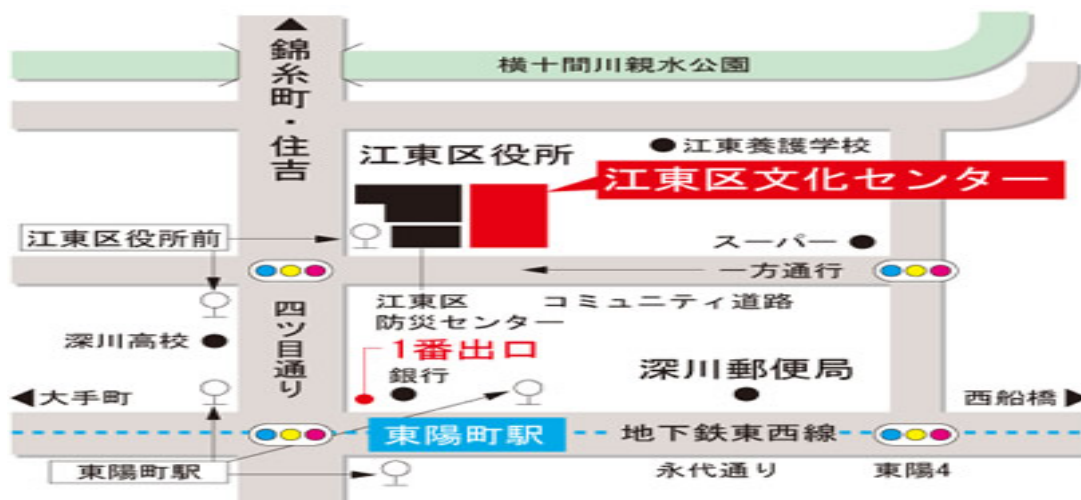 ▲錦糸町・住吉
横十間川親水公園
江東区役所
●江東養護学校
江東区文化センター
江東区役所前
スーパー●
一方通行
江東区
防災センター
コミュニティ道路
四ツ目通り
深川高校●
1番出口
銀行
深川郵便局
◀大手町
西船橋▶
東陽町駅
地下鉄東西線
東陽町駅
永代通り
東陽4